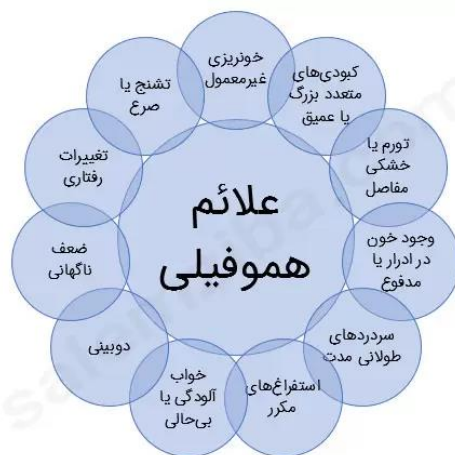 علائم
هموفیلی
خونریزی
غیرمعمول
کبودی‌های
متعدد بزرگ
یا عمیق
تورم یا
خشکی
مفاصل
وجود خون
در ادرار یا
مدفوع
سردردهای
طولانی مدت
استفراغ‌های
مکرر
خواب
آلودگی یا
بی‌حالی
دوبینی
ضعف
ناگهانی
تغییرات
رفتاری
تشنج یا
صرع